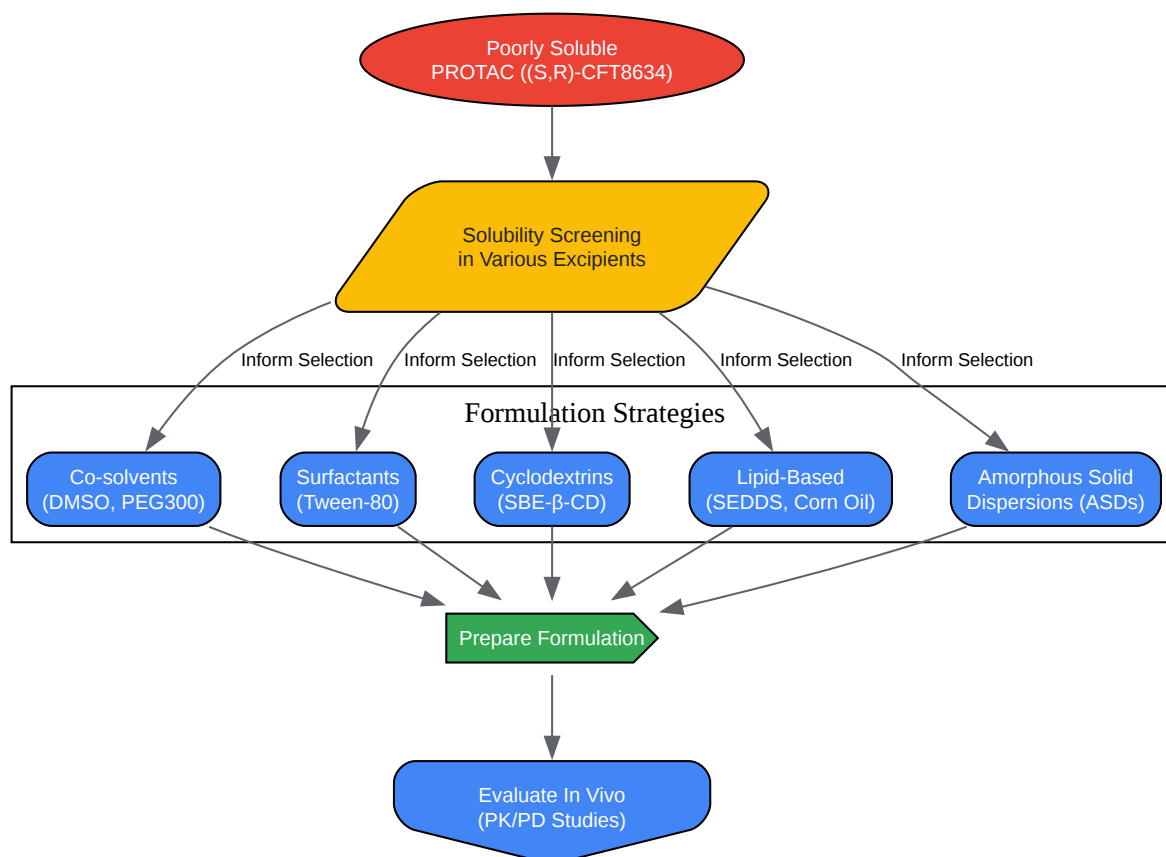 Poorly Soluble
PROTAC ((S,R)-CFT8634)
Solubility Screening
in Various Excipients
Inform Selection
Inform Selection
Inform Selection
Inform Selection
Inform Selection
Formulation Strategies
Co-solvents
(DMSO, PEG300)
Surfactants
(Tween-80)
Cyclodextrins
(SBE-β-CD)
Lipid-Based
(SEDDS, Corn Oil)
Amorphous Solid
Dispersions (ASDs)
Prepare Formulation
Evaluate In Vivo
(PK/PD Studies)